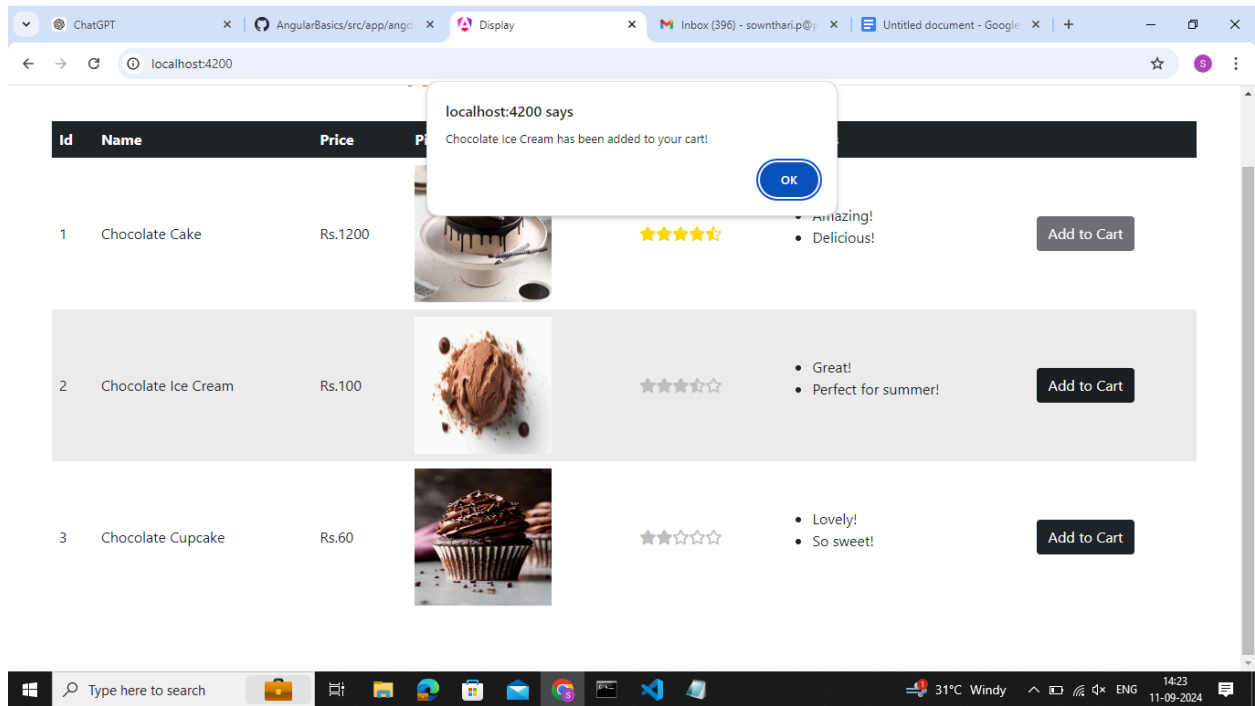 ChatGPT
AngularBasics/src/app/ang
Display
Inbox (396) - sownthari.p@
Untitled document - Google
localhost:4200
S
localhost:4200 says
Chocolate Ice Cream has been added to your cart!
OK
Id Name Price
1 Chocolate Cake Rs.1200
Amazing!
Delicious!
Add to Cart
2 Chocolate Ice Cream Rs.100
Great!
Perfect for summer!
Add to Cart
3 Chocolate Cupcake Rs.60
Lovely!
So sweet!
Add to Cart
Type here to search
31°C Windy
ENG
14:23
11-09-2024